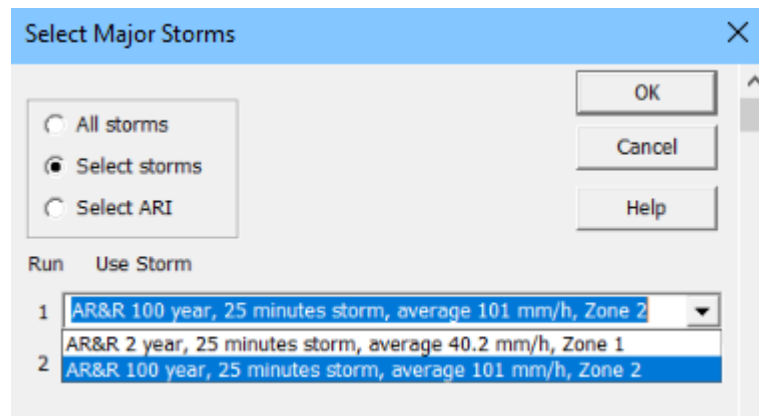 Select Major Storms
OK
All storms
Cancel
Select storms
Select ARI
Help
Run Use Storm
1 AR&R 100 year, 25 minutes storm, average 101 mm/h, Zone 2
AR&R 2 year, 25 minutes storm, average 40.2 mm/h, Zone 1
2 AR&R 100 year, 25 minutes storm, average 101 mm/h, Zone 2